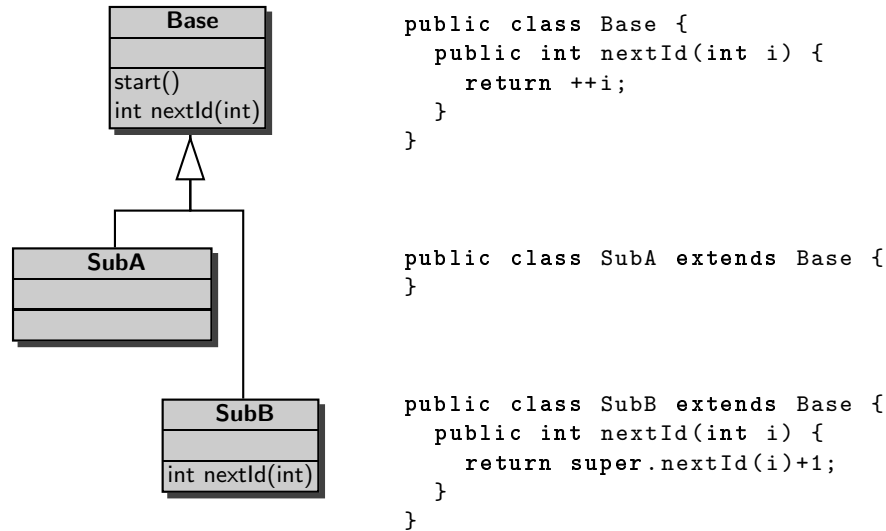 Base
start()
int nextId(int)
public class Base {
public int nextId(int i) {
return ++i;
}
}
SubA
public class SubA extends Base {
}
SubB
int nextId(int)
public class SubB extends Base {
public int nextId(int i) {
return super.nextId(i)+1;
}
}